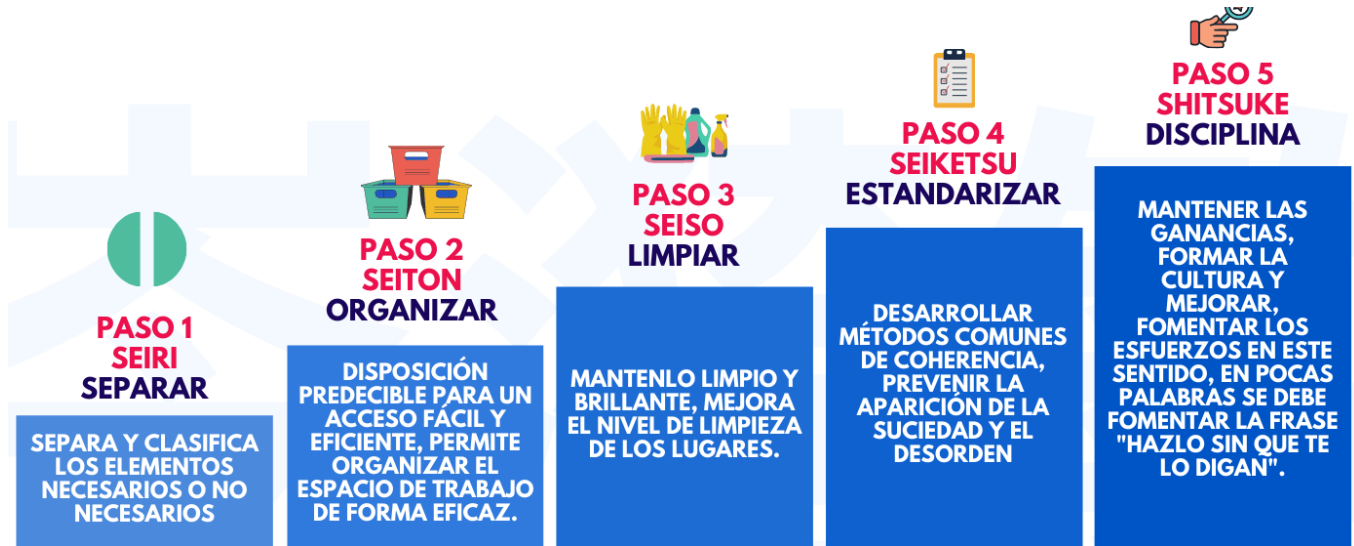 PASO 1
SEIRI
SEPARAR
SEPARA Y CLASIFICA
LOS ELEMENTOS
NECESARIOS O NO
NECESARIOS
PASO 2
SEITON
ORGANIZAR
DISPOSICIÓN
PREDECIBLE PARA UN
ACCESO FÁCIL Y
EFICIENTE, PERMITE
ORGANIZAR EL
ESPACIO DE TRABAJO
DE FORMA EFICAZ.
PASO 3
SEISO
LIMPIAR
MANTENLO LIMPIO Y
BRILLANTE, MEJORA
EL NIVEL DE LIMPIEZA
DE LOS LUGARES.
PASO 4
SEIKETSU
ESTANDARIZAR
DESARROLLAR
MÉTODOS COMUNES
DE COHERENCIA,
PREVENIR LA
APARICIÓN DE LA
SUCIEDAD Y EL
DESORDEN
PASO 5
SHITSUKE
DISCIPLINA
MANTENER LAS
GANANCIAS,
FORMAR LA
CULTURA Y
MEJORAR,
FOMENTAR LOS
ESFUERZOS EN ESTE
SENTIDO, EN POCAS
PALABRAS SE DEBE
FOMENTAR LA FRASE
"HAZLO SIN QUE TE
LO DIGAN".